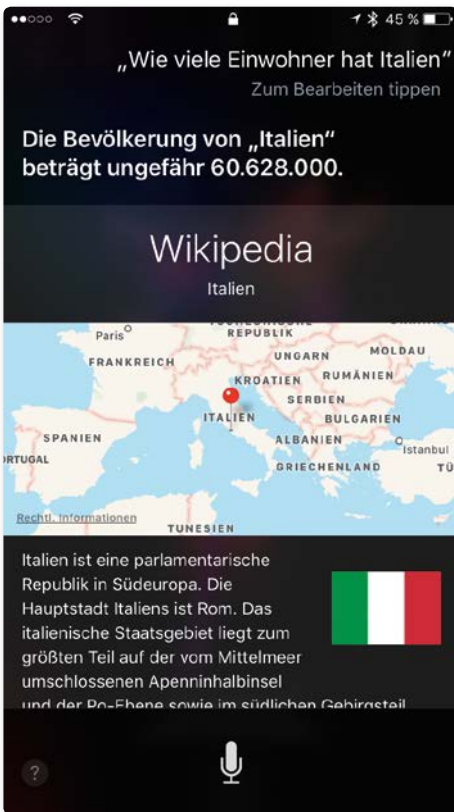 45 %
„Wie viele Einwohner hat Italien“
Zum Bearbeiten tippen
Die Bevölkerung von „Italien“
beträgt ungefähr 60.628.000.
Wikipedia
Italien
REPUBLIK
Paris
UNGARN
MOLDAU
FRANKREICH
KROATIEN
RUMÄNIEN
SERBIEN
ITALIEN
BULGARIEN
SPANIEN
ALBANIEN
Istanbul
RTUGAL
GRIECHENLAND
TÜ
Rechtl. Informationen
TUNESIEN
Italien ist eine parlamentarische
Republik in Südeuropa. Die
Hauptstadt Italiens ist Rom. Das
italienische Staatsgebiet liegt zum
größten Teil auf der vom Mittelmeer
umschlossenen Apenninhalbinsel
und der Po-Ebene sowie im südlichen Gebirgsteil
?